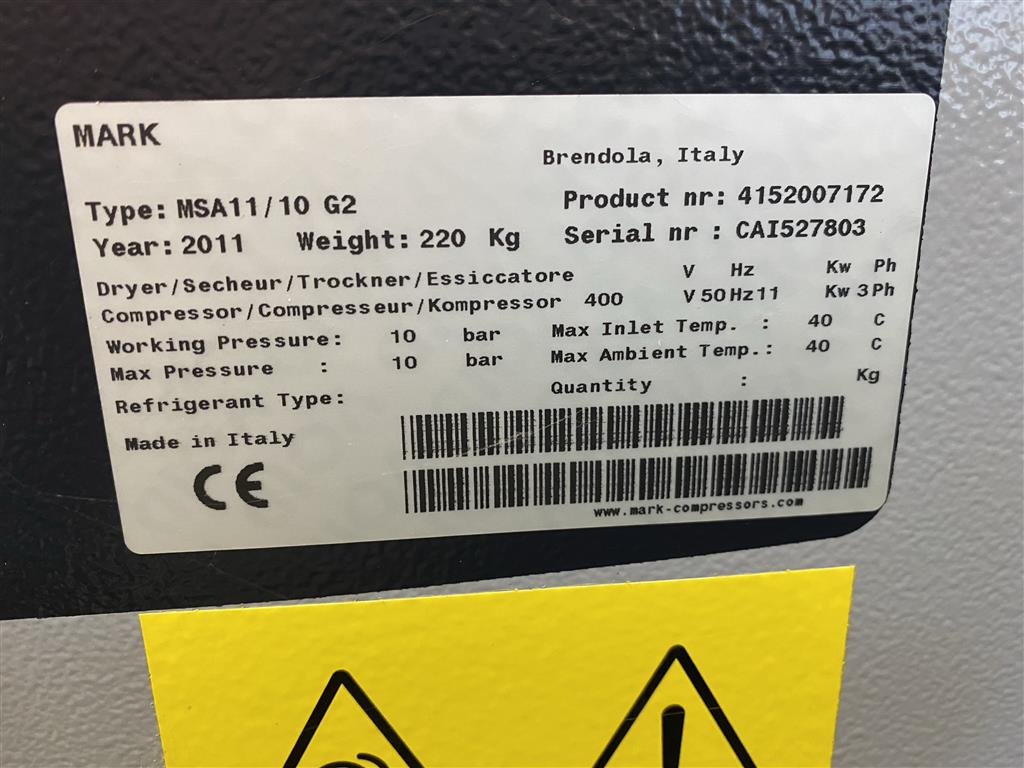 MARK
Brendola, Italy
Type: MSA11/10 G2 Product nr: 4152007172
Year: 2011 Weight: 220 Kg Serial nr : CAI527803
Dryer/Secheur/Trockner/Essiccatore V Hz Kw Ph
Compressor/Compresseur/Kompressor 400 V 50 Hz 11 Kw 3 Ph
Working Pressure: 10 bar Max Inlet Temp. : 40 C
Max Pressure : 10 bar Max Ambient Temp.: 40 C
Refrigerant Type: Quantity : Kg
Made in Italy
CE
www.mark-compressors.com